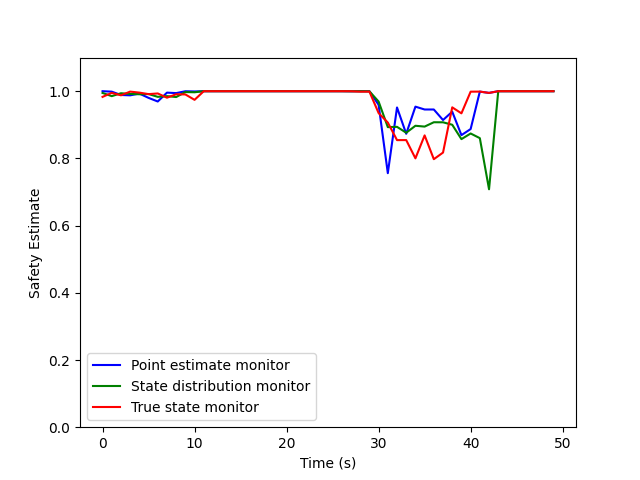 1.0
0.8
0.6
0.4
0.2
0.0
Safety Estimate
Point estimate monitor
State distribution monitor
True state monitor
0 10 20 30 40 50
Time (s)